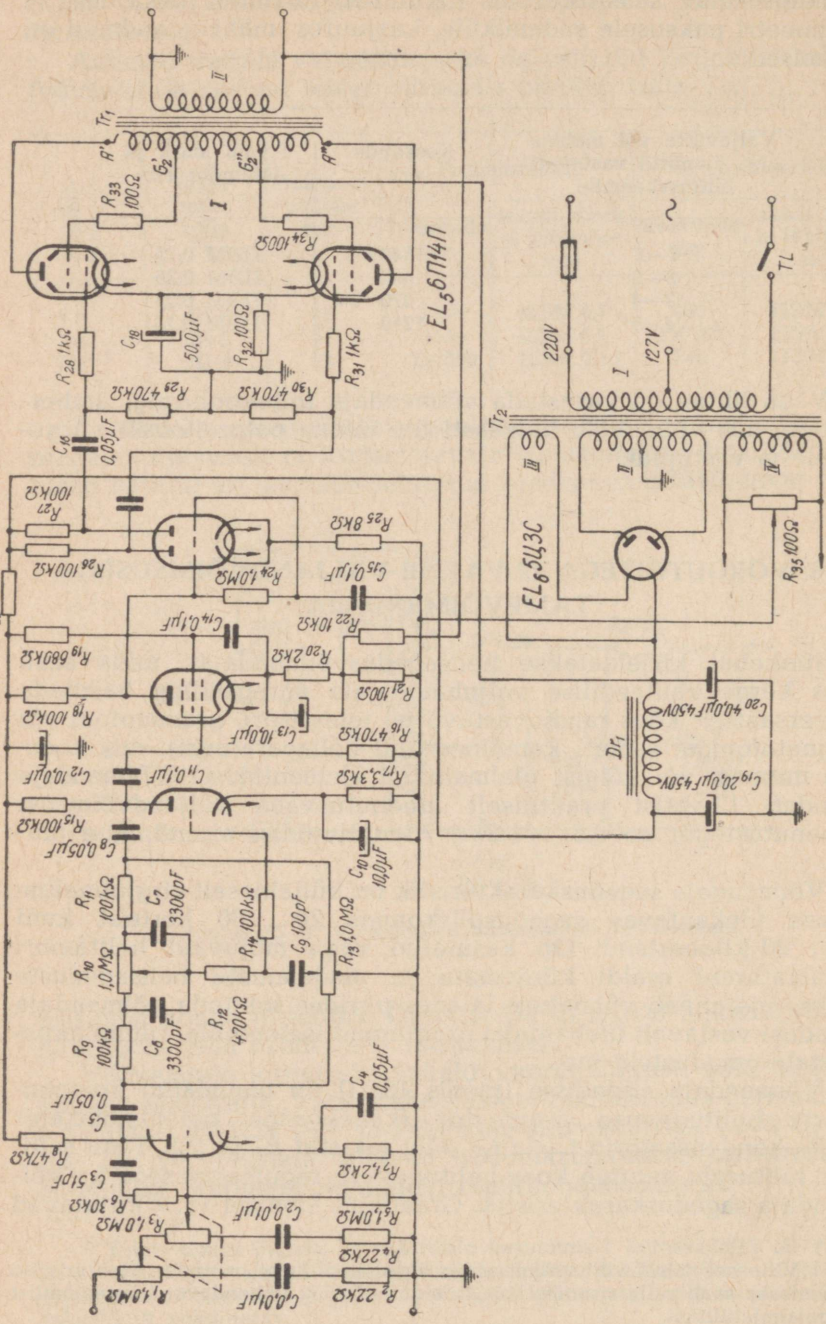 R₁ 1,0MΩ
C₁ 0,01μF
R₂ 22kΩ
R₃ 1,0MΩ
C₂ 0,01μF
R₄ 22kΩ
C₃ 51pF
R₆ 30kΩ
R₅ 1,0MΩ
R₈ 47kΩ
R₇ 1,2kΩ
C₄
0,05μF
C₅
0,05μF
R₉
100kΩ
C₆
3300pF
R₁₀
1,0MΩ
R₁₁
100kΩ
C₇
3300pF
R₁₂
470kΩ
R₁₄ 100kΩ
C₉ 100pF
R₁₃ 1,0MΩ
C₈ 0,05μF
R₁₅ 100kΩ
C₁₀
10,0μF
R₁₇ 3,3kΩ
C₁₁ 0,1μF
R₁₆ 470kΩ
C₁₂ 10,0μF
R₁₈ 100kΩ
R₁₉ 680kΩ
C₁₃ 10,0μF
R₂₀ 2kΩ
R₂₁ 100Ω
R₂₂ 10kΩ
C₁₄ 0,1μF
R₂₄ 1,0MΩ
C₁₅ 0,1μF
R₂₅ 8kΩ
R₂₆ 100kΩ
R₂₇
100kΩ
C₁₆
0,05μF
R₂₈ 1kΩ
R₂₉ 470kΩ
R₃₀ 470kΩ
R₃₁ 1kΩ
C₁₈
50.0μF
R₃₂ 100Ω
R₃₃
100Ω
R₃₄ 100Ω
EL₅ 6П14П
A'
G₂'
I
G₂"
A"
Tr₁
II
Dr₁
C₁₉ 20,0μF 450V
C₂₀ 40,0μF 450V
EL₆ 5Ц3С
R₃₅ 100Ω
Tr₂
III
II
IV
I
220V
127V
~
TL